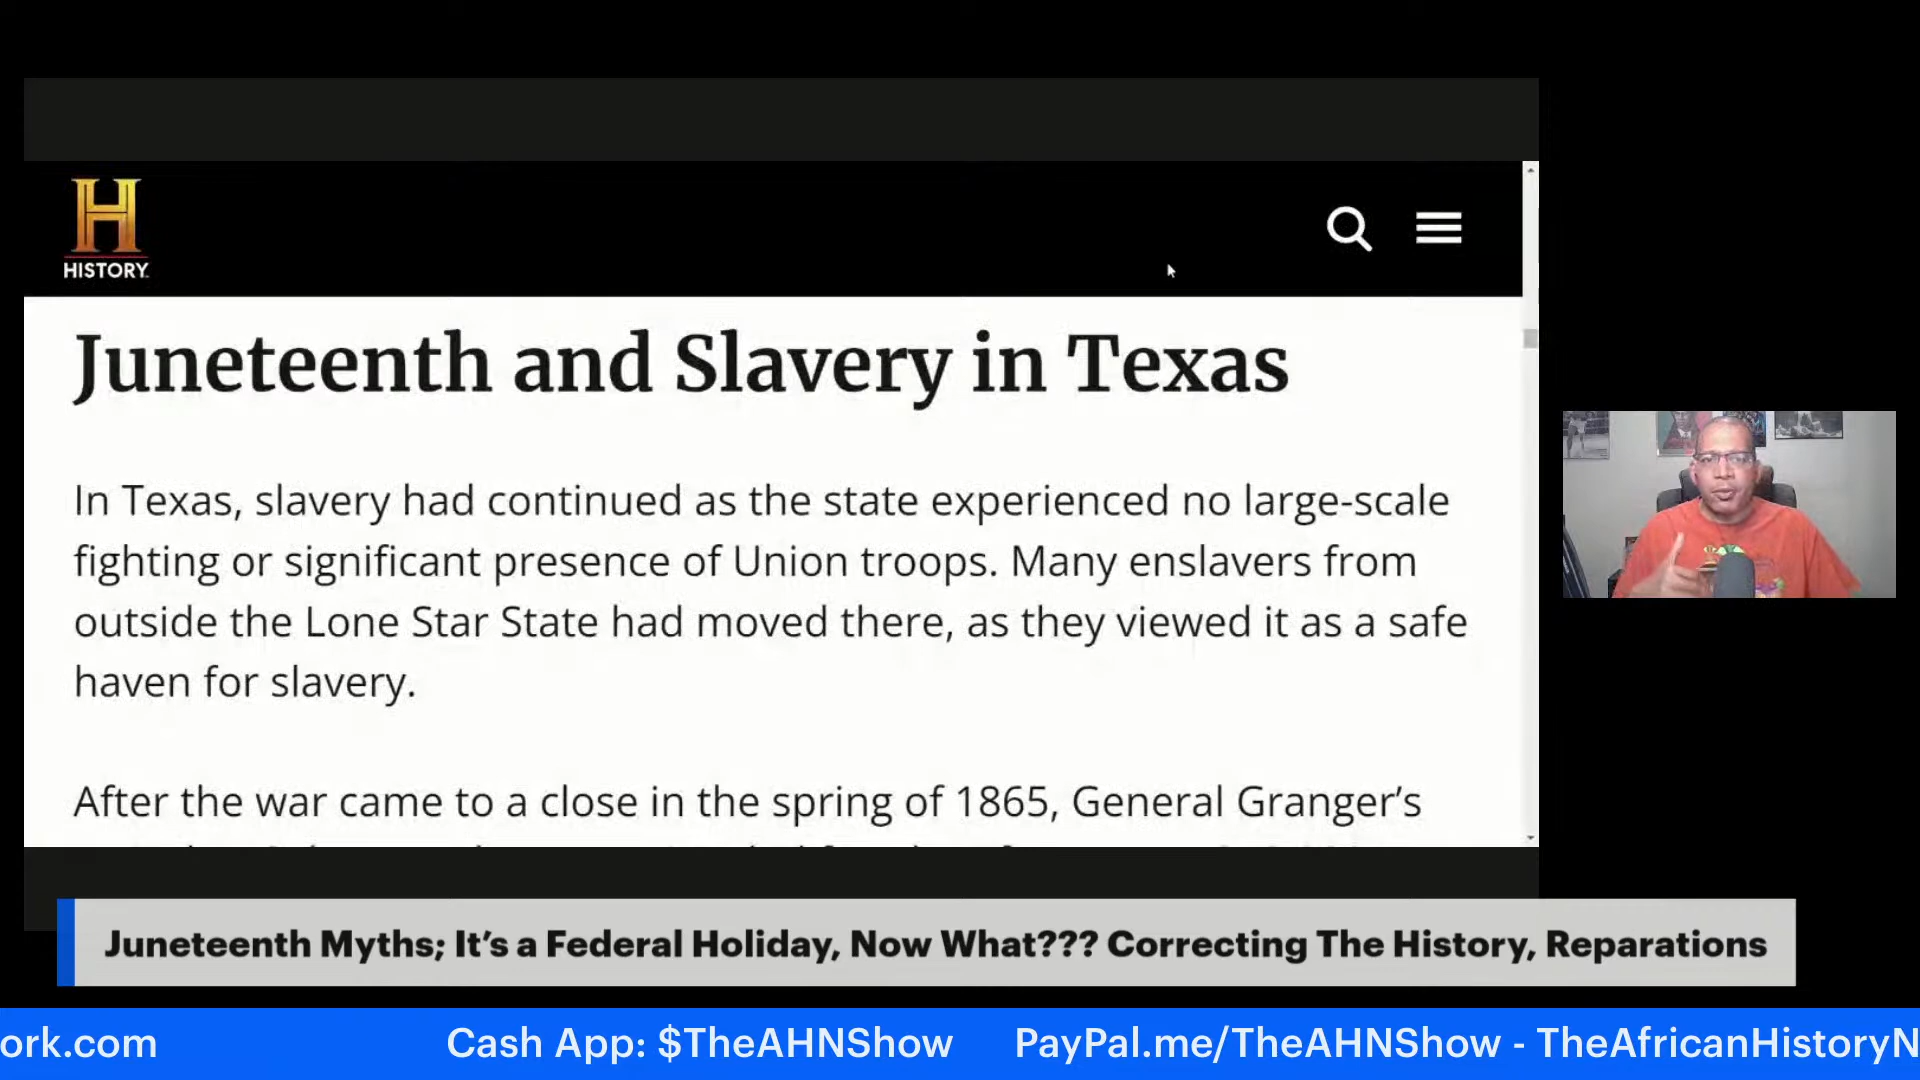 H
HISTORY
Juneteenth and Slavery in Texas
In Texas, slavery had continued as the state experienced no large-scale
fighting or significant presence of Union troops. Many enslavers from
outside the Lone Star State had moved there, as they viewed it as a safe
haven for slavery.
After the war came to a close in the spring of 1865, General Granger’s
Juneteenth Myths; It’s a Federal Holiday, Now What??? Correcting The History, Reparations
ork.com Cash App: $TheAHNShow PayPal.me/TheAHNShow - TheAfricanHistoryN